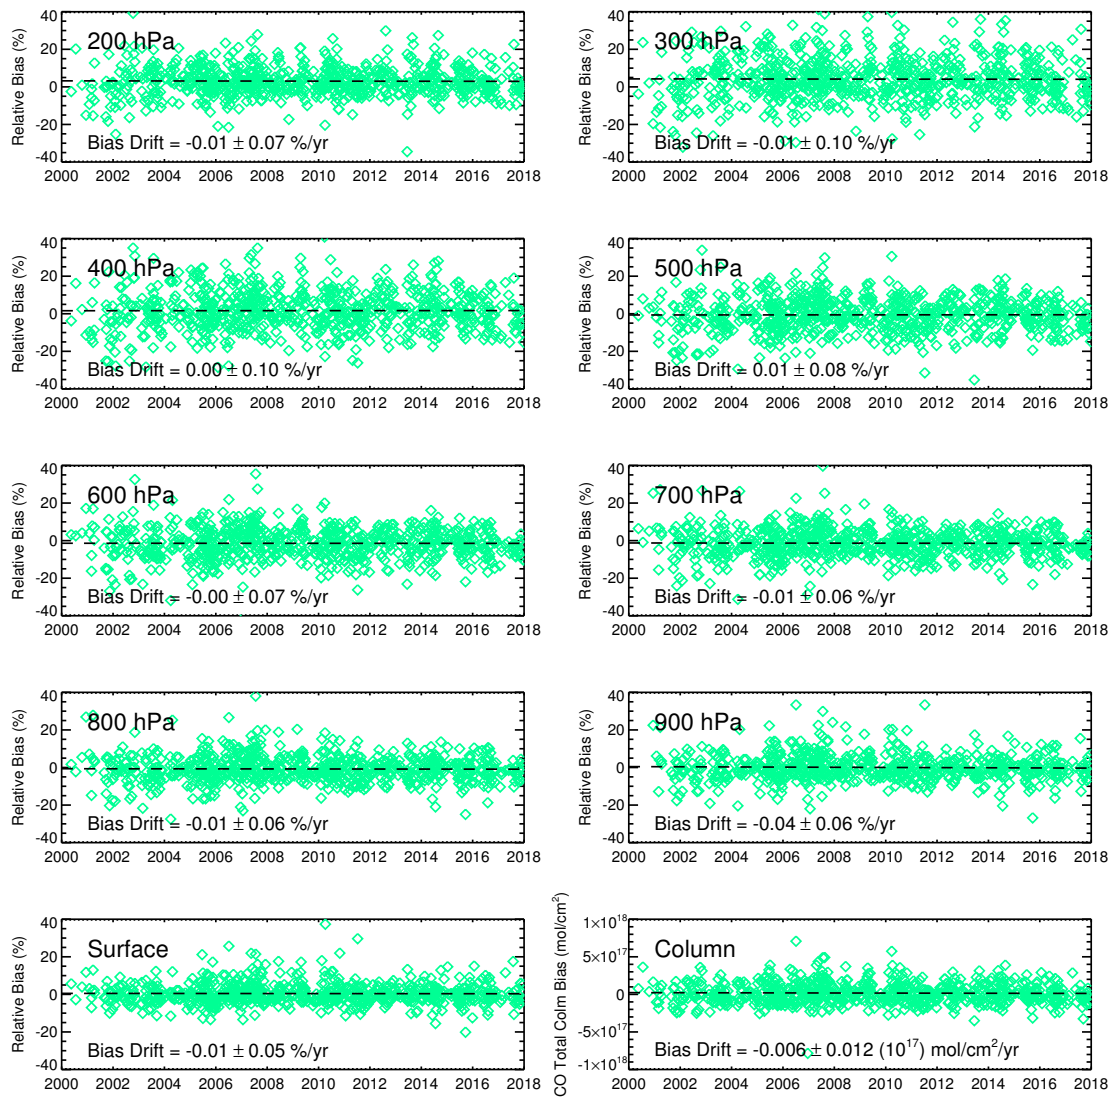 200 hPa
Relative Bias (%)
40
20
0
-20
-40
Bias Drift = -0.01 ± 0.07 %/yr
2000 2002 2004 2006 2008 2010 2012 2014 2016 2018
300 hPa
Relative Bias (%)
40
20
0
-20
-40
Bias Drift = -0.01 ± 0.10 %/yr
2000 2002 2004 2006 2008 2010 2012 2014 2016 2018
400 hPa
Relative Bias (%)
40
20
0
-20
-40
Bias Drift = 0.00 ± 0.10 %/yr
2000 2002 2004 2006 2008 2010 2012 2014 2016 2018
500 hPa
Relative Bias (%)
40
20
0
-20
-40
Bias Drift = 0.01 ± 0.08 %/yr
2000 2002 2004 2006 2008 2010 2012 2014 2016 2018
600 hPa
Relative Bias (%)
40
20
0
-20
-40
Bias Drift = -0.00 ± 0.07 %/yr
2000 2002 2004 2006 2008 2010 2012 2014 2016 2018
700 hPa
Relative Bias (%)
40
20
0
-20
-40
Bias Drift = -0.01 ± 0.06 %/yr
2000 2002 2004 2006 2008 2010 2012 2014 2016 2018
800 hPa
Relative Bias (%)
40
20
0
-20
-40
Bias Drift = -0.01 ± 0.06 %/yr
2000 2002 2004 2006 2008 2010 2012 2014 2016 2018
900 hPa
Relative Bias (%)
40
20
0
-20
-40
Bias Drift = -0.04 ± 0.06 %/yr
2000 2002 2004 2006 2008 2010 2012 2014 2016 2018
Surface
Relative Bias (%)
40
20
0
-20
-40
Bias Drift = -0.01 ± 0.05 %/yr
2000 2002 2004 2006 2008 2010 2012 2014 2016 2018
Column
CO Total Colm Bias (mol/cm²)
1×10¹⁸
5×10¹⁷
0
-5×10¹⁷
-1×10¹⁸
Bias Drift = -0.006 ± 0.012 (10¹⁷) mol/cm²/yr
2000 2002 2004 2006 2008 2010 2012 2014 2016 2018